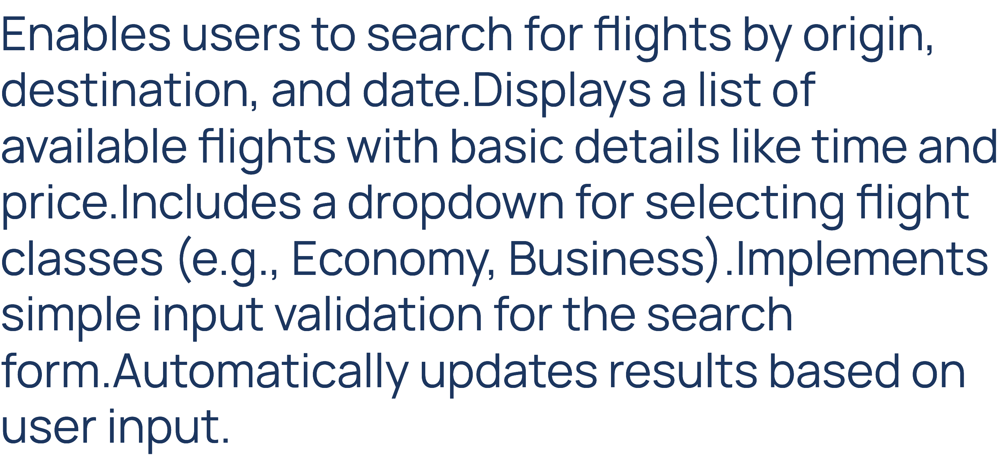 Enables users to search for flights by origin,
destination, and date.Displays a list of
available flights with basic details like time and
price.Includes a dropdown for selecting flight
classes (e.g., Economy, Business).Implements
simple input validation for the search
form.Automatically updates results based on
user input.